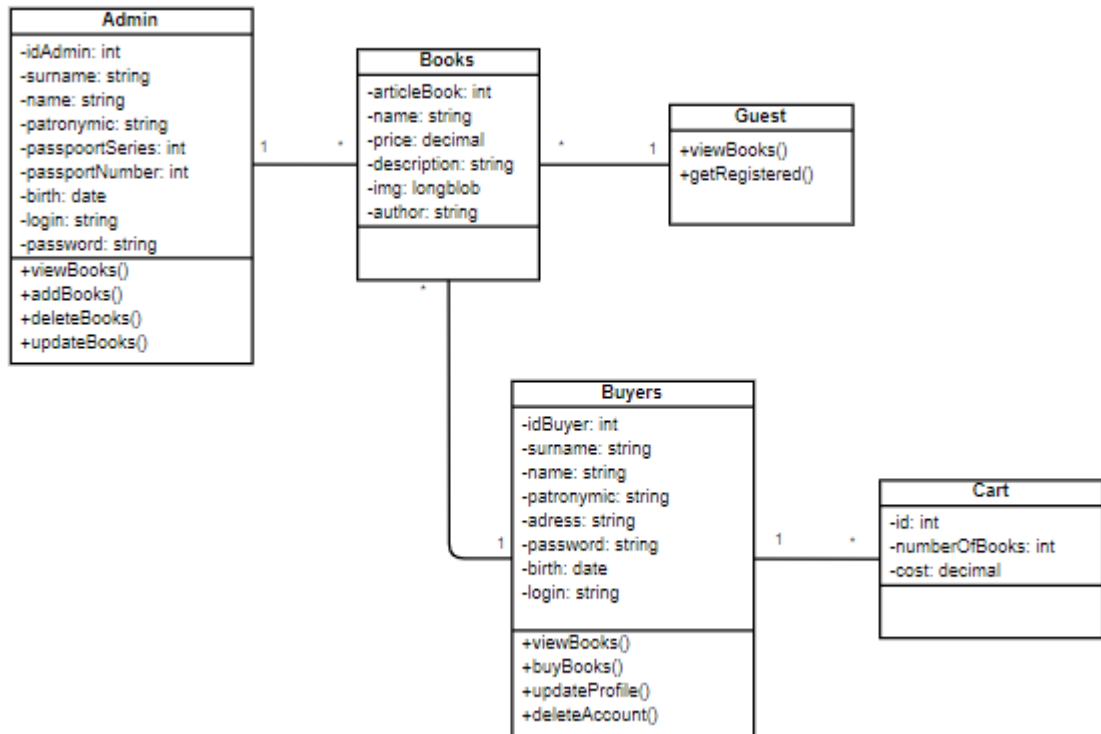 Admin
-idAdmin: int
-surname: string
-name: string
-patronymic: string
-passpoortSeries: int
-passportNumber: int
-birth: date
-login: string
-password: string
+viewBooks()
+addBooks()
+deleteBooks()
+updateBooks()
1
*
Books
-articleBook: int
-name: string
-price: decimal
-description: string
-img: longblob
-author: string
*
1
Guest
+viewBooks()
+getRegistered()
*
1
Buyers
-idBuyer: int
-surname: string
-name: string
-patronymic: string
-adress: string
-password: string
-birth: date
-login: string
+viewBooks()
+buyBooks()
+updateProfile()
+deleteAccount()
1
*
Cart
-id: int
-numberOfBooks: int
-cost: decimal